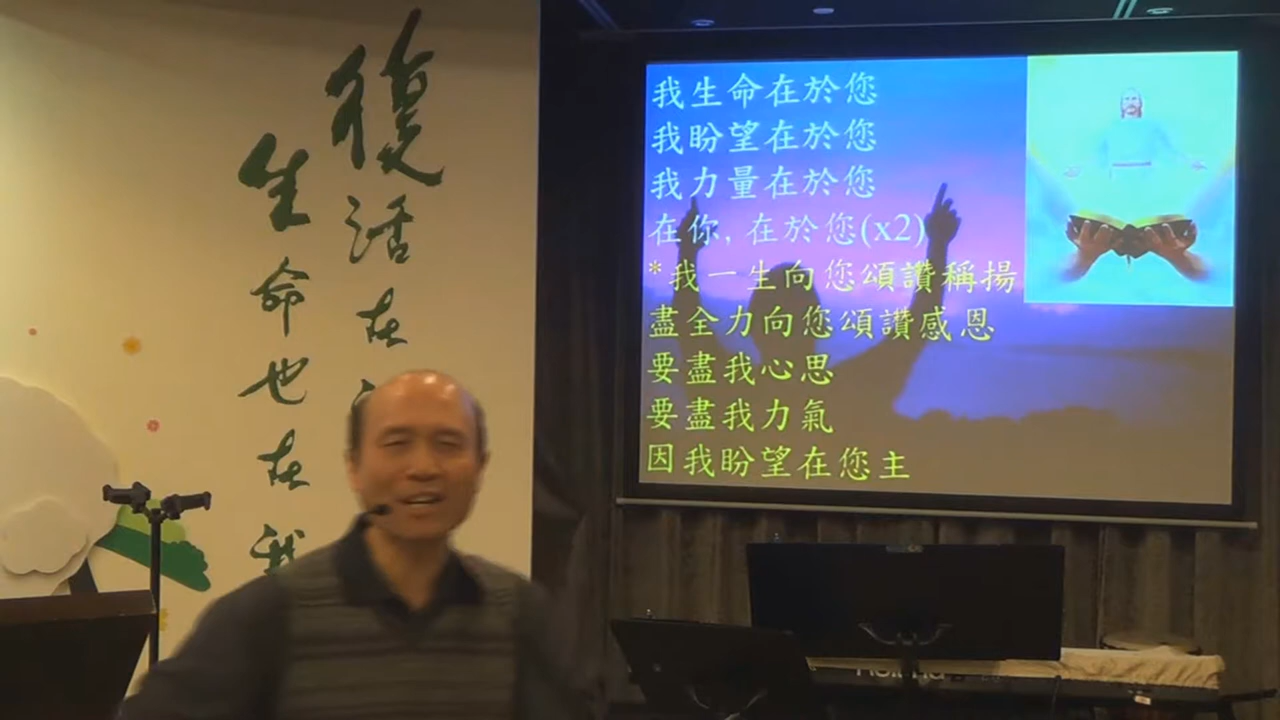 復活在
生命也在我
我生命在於您
我盼望在於您
我力量在於您
在你, 在於您(x2)
*我一生向您頌讚稱揚
盡全力向您頌讚感恩
要盡我心思
要盡我力氣
因我盼望在您主
Roland